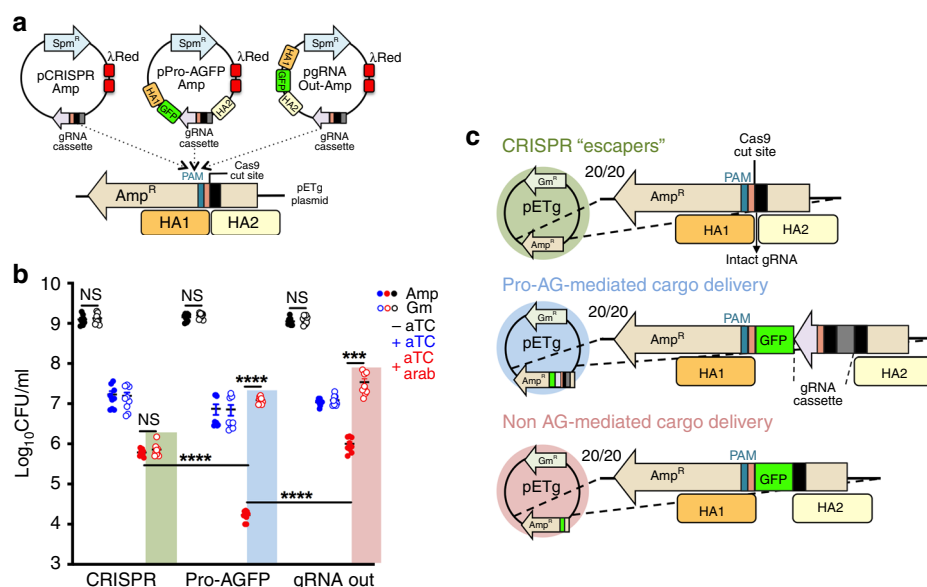 a
Spm^R
λRed
pCRISPR
Amp
gRNA
cassette
Spm^R
λRed
pPro-AGFP
Amp
HA1
GFP
HA2
gRNA
cassette
Spm^R
λRed
pgRNA
Out-Amp
HA1
GFP
HA2
gRNA
cassette
PAM
Cas9
cut site
Amp^R
pETg
plasmid
HA1
HA2
b
Log₁₀CFU/ml
10
9
8
7
6
5
4
3
NS
NS
NS
Amp
Gm
– aTC
+ aTC
+ aTC
arab
NS
****
***
****
****
CRISPR
Pro-AGFP
gRNA out
c
CRISPR "escapers"
Gm^R
pETg
Amp^R
20/20
Cas9
cut site
PAM
Amp^R
HA1
HA2
Intact gRNA
Pro-AG-mediated cargo delivery
Gm^R
pETg
Amp^R
20/20
PAM
Amp^R
GFP
HA1
gRNA
cassette
HA2
Non AG-mediated cargo delivery
Gm^R
pETg
Amp^R
20/20
PAM
Amp^R
GFP
HA1
HA2